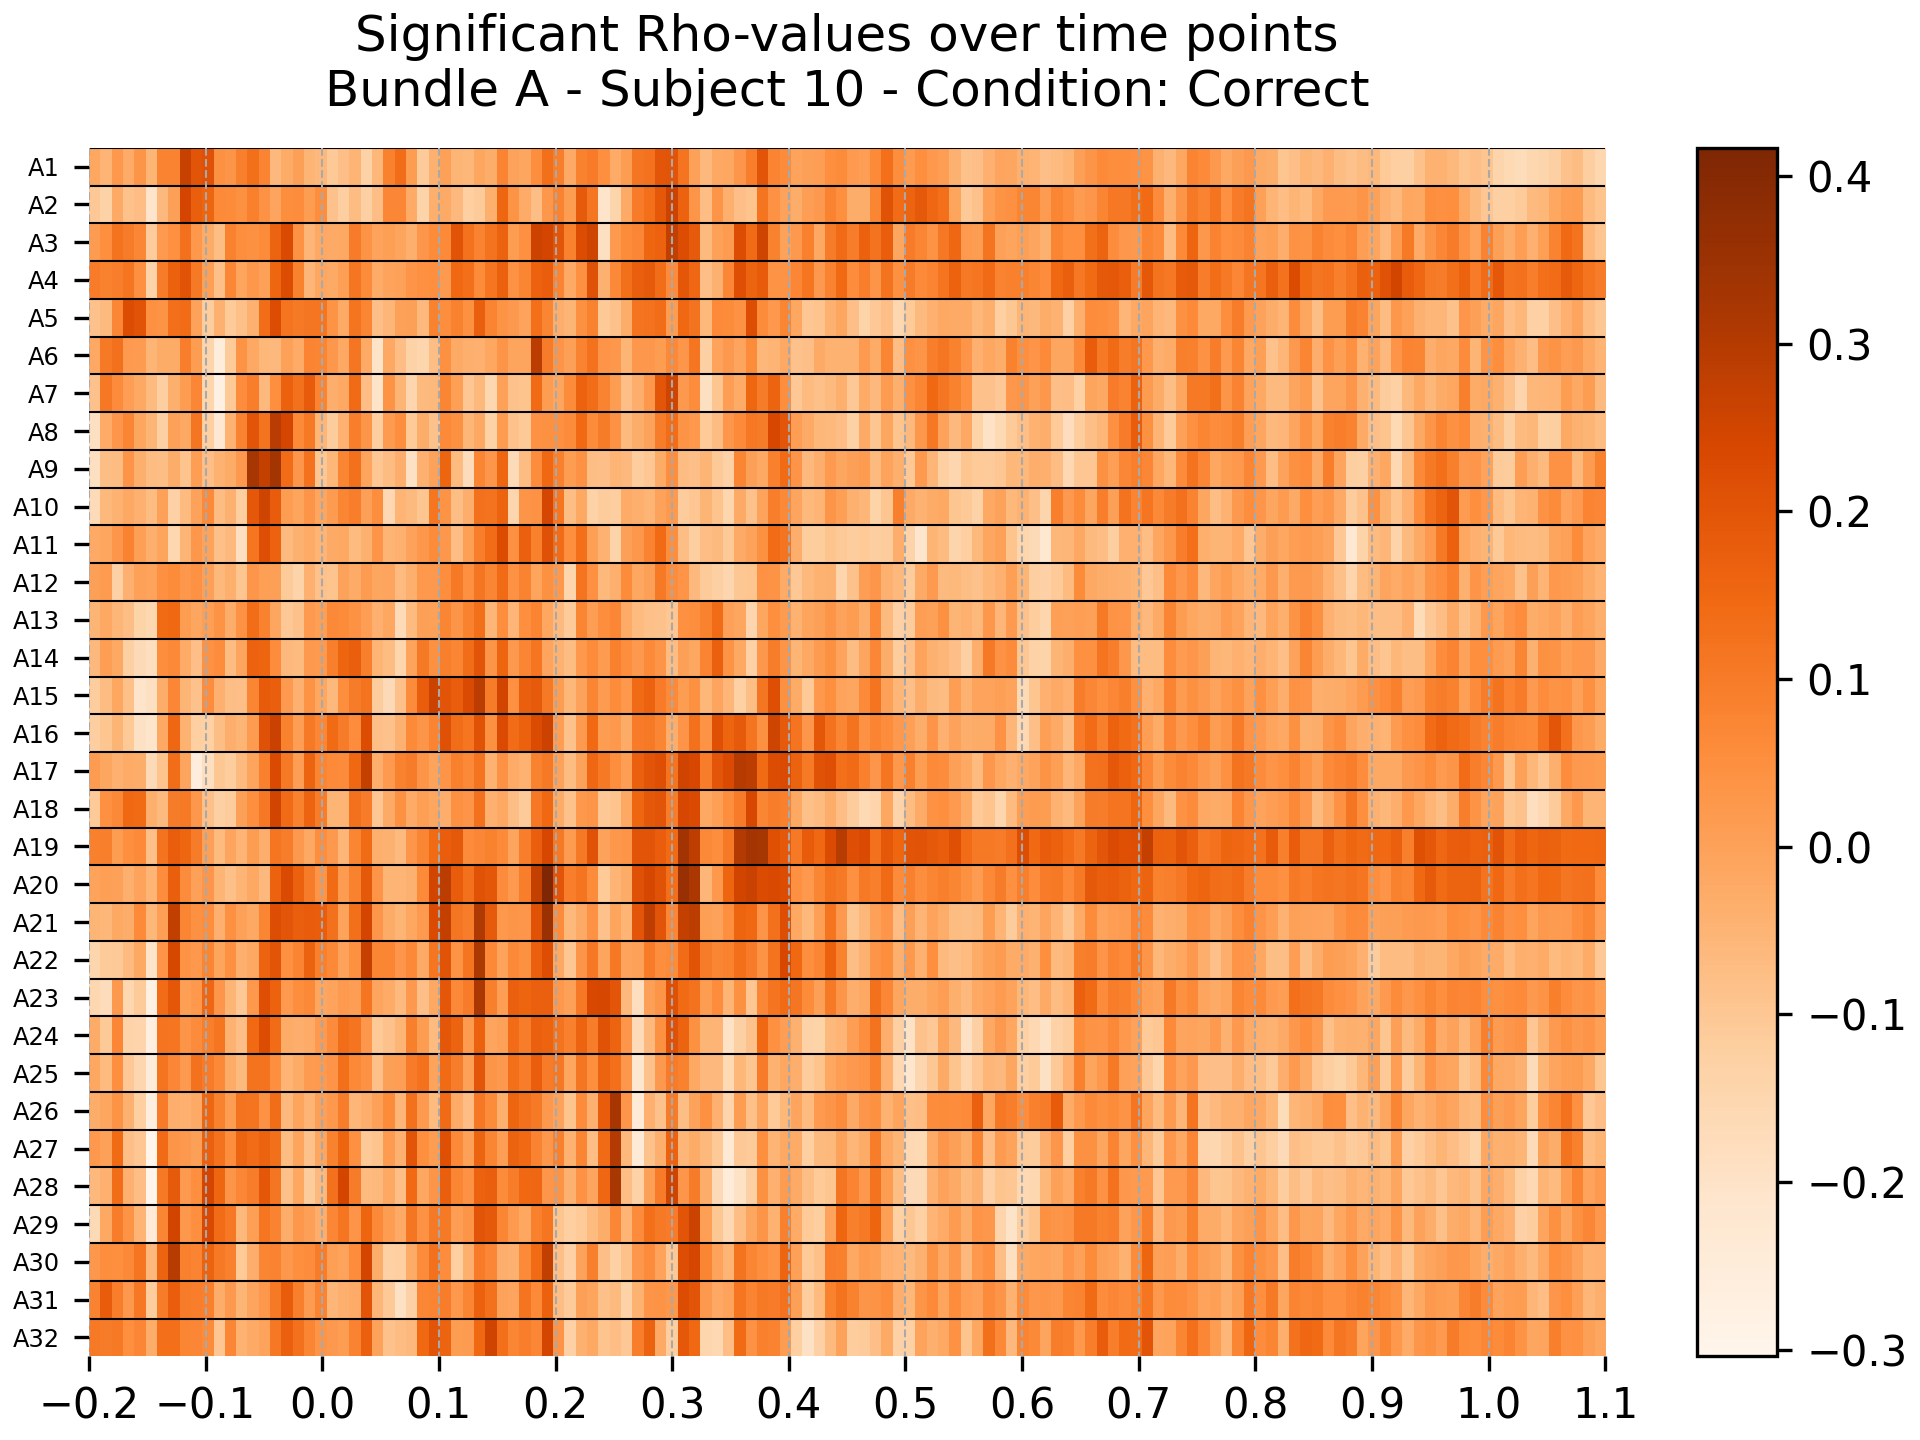 Significant Rho-values over time points
Bundle A - Subject 10 - Condition: Correct
A1
A2
A3
A4
A5
A6
A7
A8
A9
A10
A11
A12
A13
A14
A15
A16
A17
A18
A19
A20
A21
A22
A23
A24
A25
A26
A27
A28
A29
A30
A31
A32
−0.2 −0.1 0.0 0.1 0.2 0.3 0.4 0.5 0.6 0.7 0.8 0.9 1.0 1.1
0.4
0.3
0.2
0.1
0.0
−0.1
−0.2
−0.3